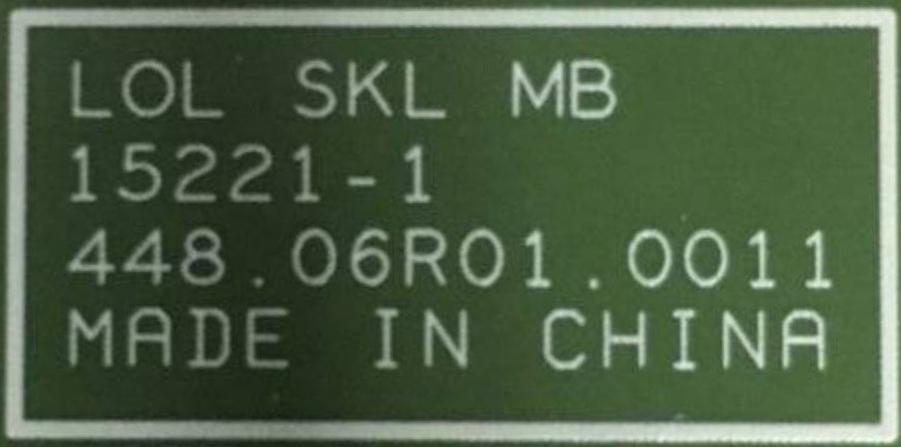 LOL SKL MB
15221-1
448.06R01.0011
MADE IN CHINA